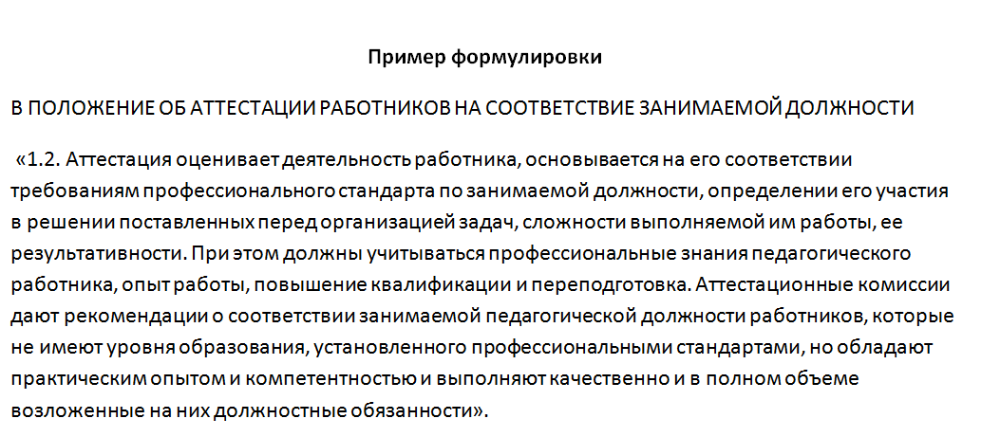 Пример формулировки
В ПОЛОЖЕНИЕ ОБ АТТЕСТАЦИИ РАБОТНИКОВ НА СООТВЕТСТВИЕ ЗАНИМАЕМОЙ ДОЛЖНОСТИ
«1.2. Аттестация оценивает деятельность работника, основывается на его соответствии
требованиям профессионального стандарта по занимаемой должности, определении его участия
в решении поставленных перед организацией задач, сложности выполняемой им работы, ее
результативности. При этом должны учитываться профессиональные знания педагогического
работника, опыт работы, повышение квалификации и переподготовка. Аттестационные комиссии
дают рекомендации о соответствии занимаемой педагогической должности работников, которые
не имеют уровня образования, установленного профессиональными стандартами, но обладают
практическим опытом и компетентностью и выполняют качественно и в полном объеме
возложенные на них должностные обязанности».